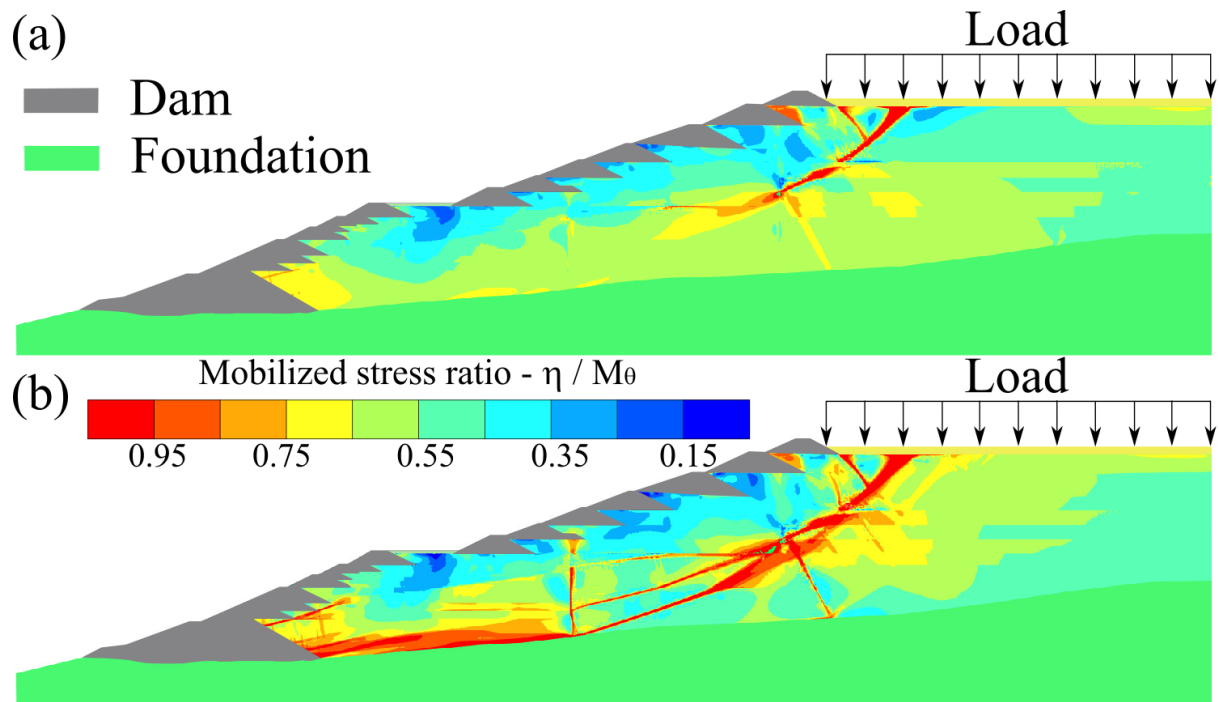 (a)
Load
Dam
Foundation
(b)
Mobilized stress ratio - η / Mθ
Load
0.95 0.75 0.55 0.35 0.15